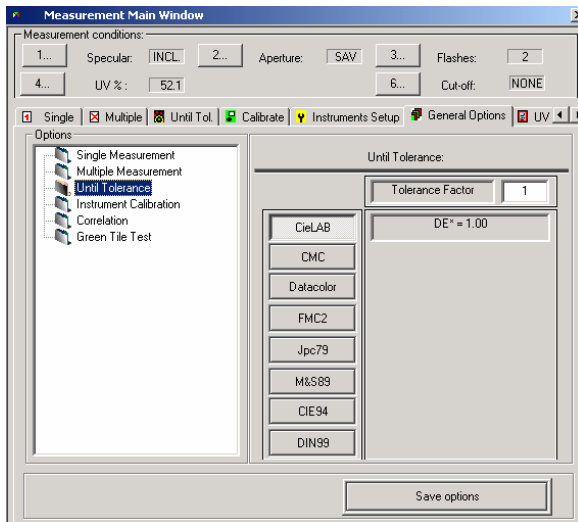 Measurement Main Window
Measurement conditions:
1... Specular: INCL. 2... Aperture: SAV 3... Flashes: 2
4... UV % : 52.1 6... Cut-off: NONE
1 Single Multiple Until Tol. Calibrate Instruments Setup General Options UV
Options
Single Measurement
Multiple Measurement
Until Tolerance
Instrument Calibration
Correlation
Green Tile Test
Until Tolerance:
Tolerance Factor 1
CieLAB DE* = 1.00
CMC
Datacolor
FMC2
Jpc79
M&S89
CIE94
DIN99
Save options